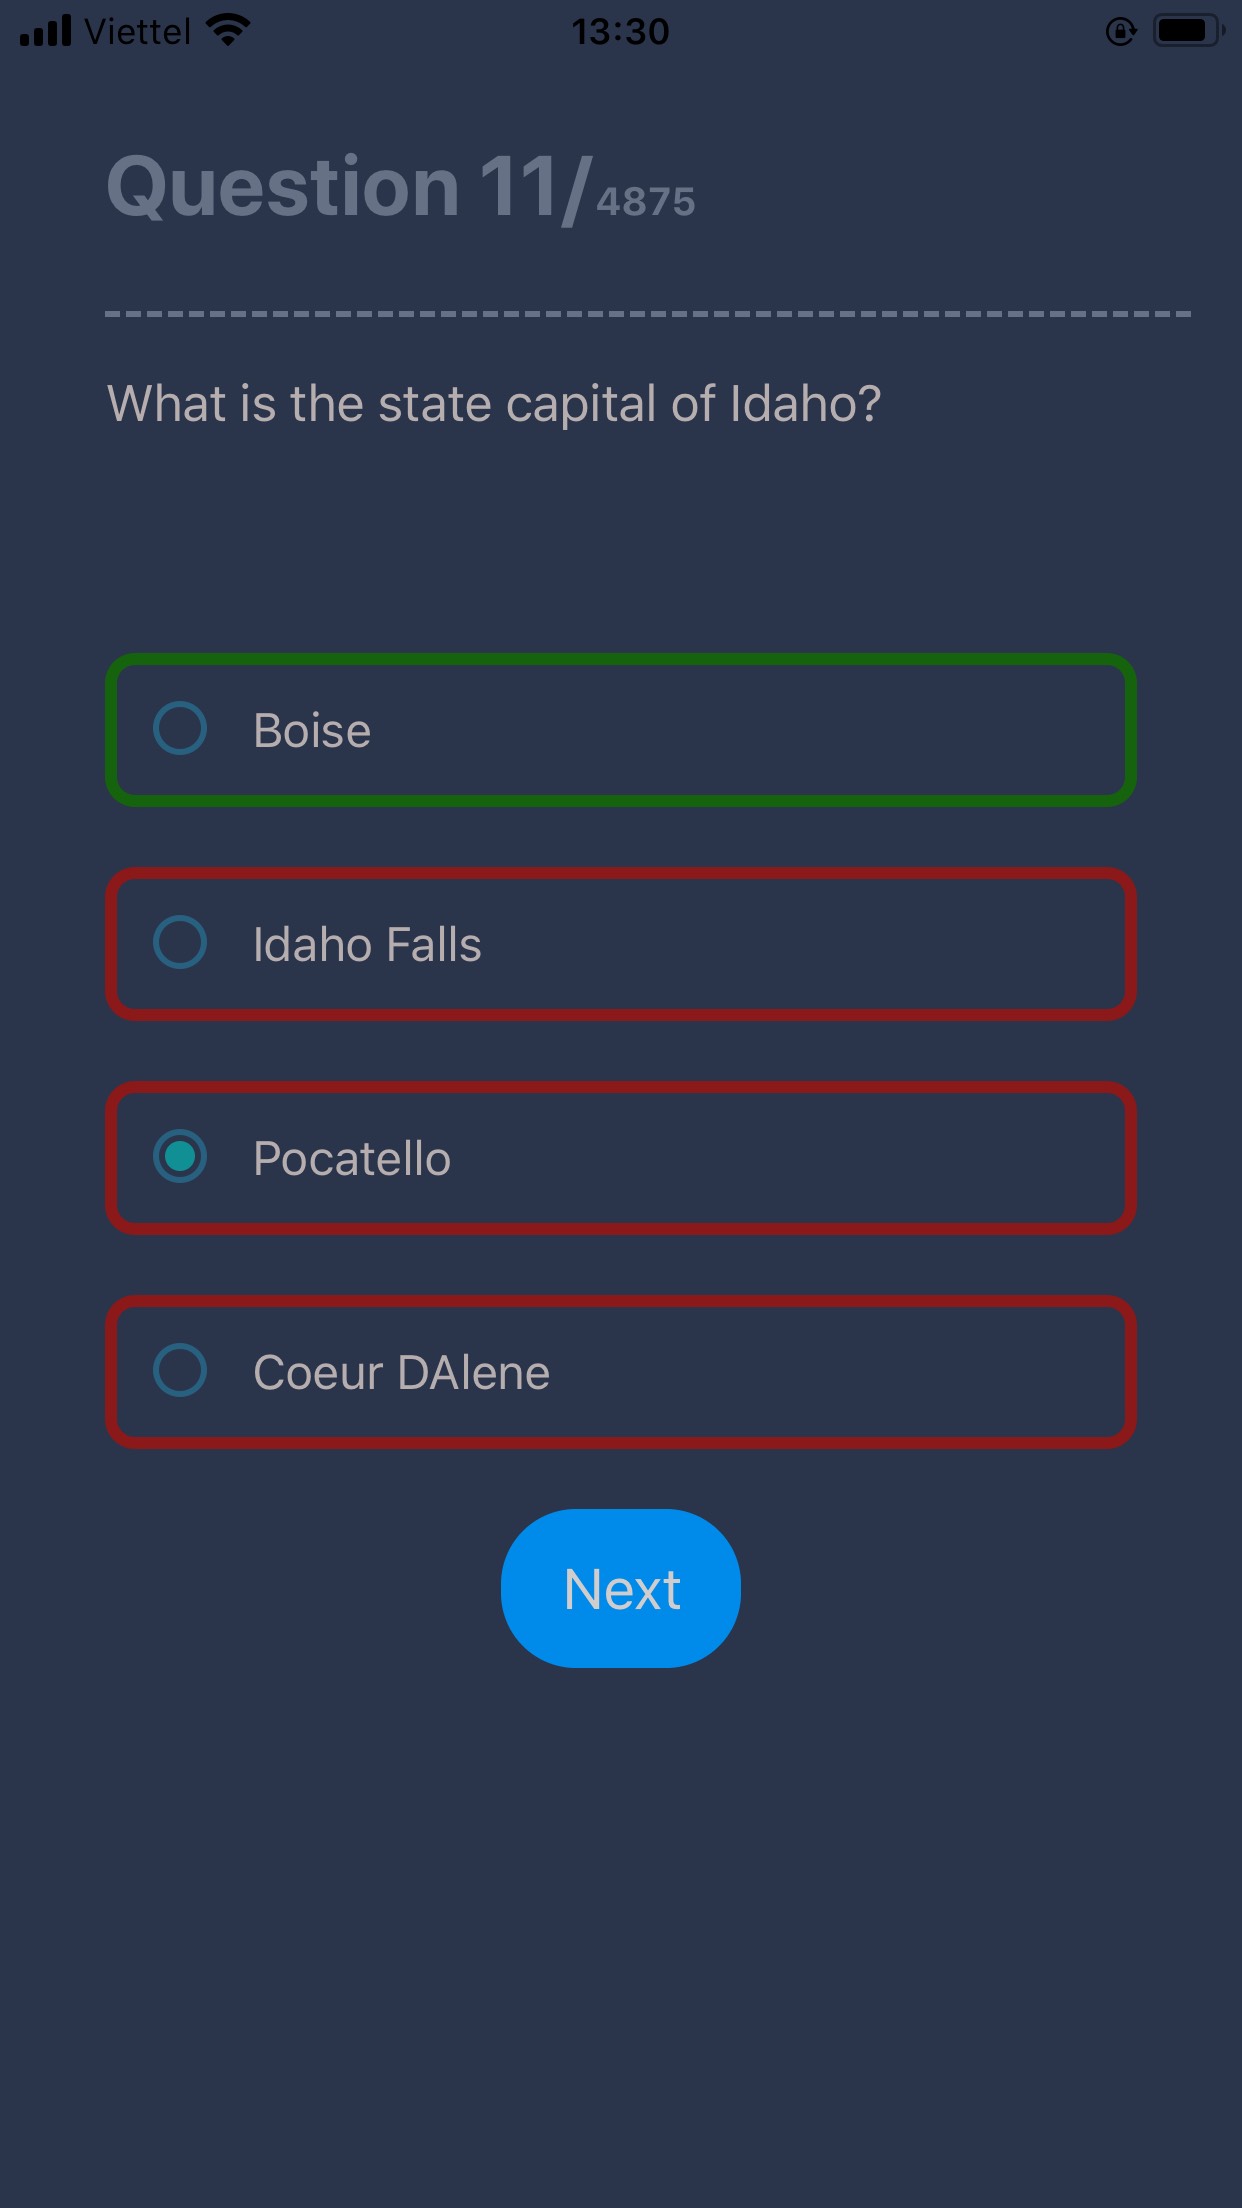 Viettel 13:30
Question 11/4875
What is the state capital of Idaho?
Boise
Idaho Falls
Pocatello
Coeur DAlene
Next